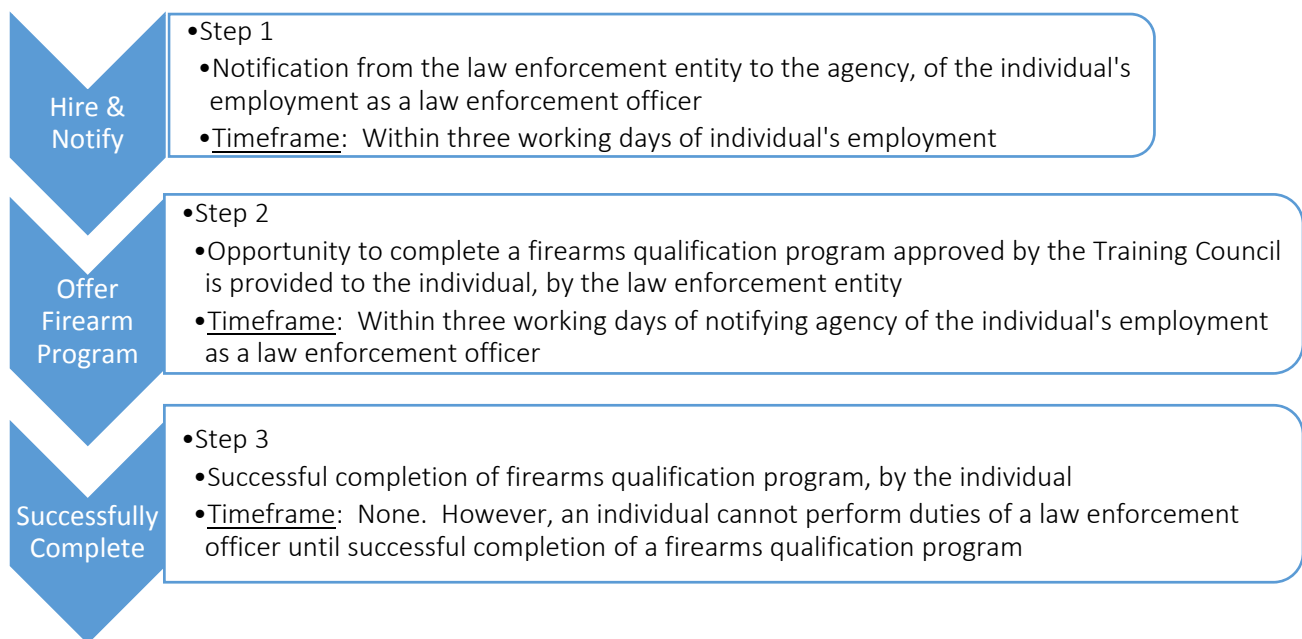 Hire &
Notify
•Step 1
•Notification from the law enforcement entity to the agency, of the individual's
employment as a law enforcement officer
•Timeframe:  Within three working days of individual's employment
Offer
Firearm
Program
•Step 2
•Opportunity to complete a firearms qualification program approved by the Training Council
is provided to the individual, by the law enforcement entity
•Timeframe:  Within three working days of notifying agency of the individual's employment
as a law enforcement officer
Successfully
Complete
•Step 3
•Successful completion of firearms qualification program, by the individual
•Timeframe:  None.  However, an individual cannot perform duties of a law enforcement
officer until successful completion of a firearms qualification program